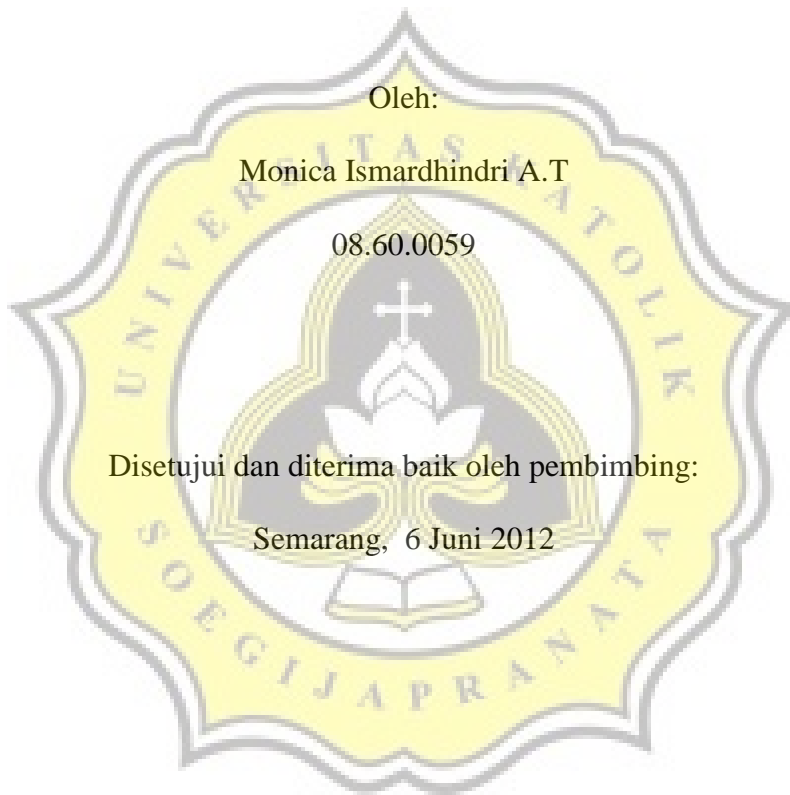 Oleh:
Monica Ismardhindri A.T
08.60.0059
Disetujui dan diterima baik oleh pembimbing:
Semarang, 6 Juni 2012
UNIVERSITAS KATOLIK
SOEGIJAPRANATA